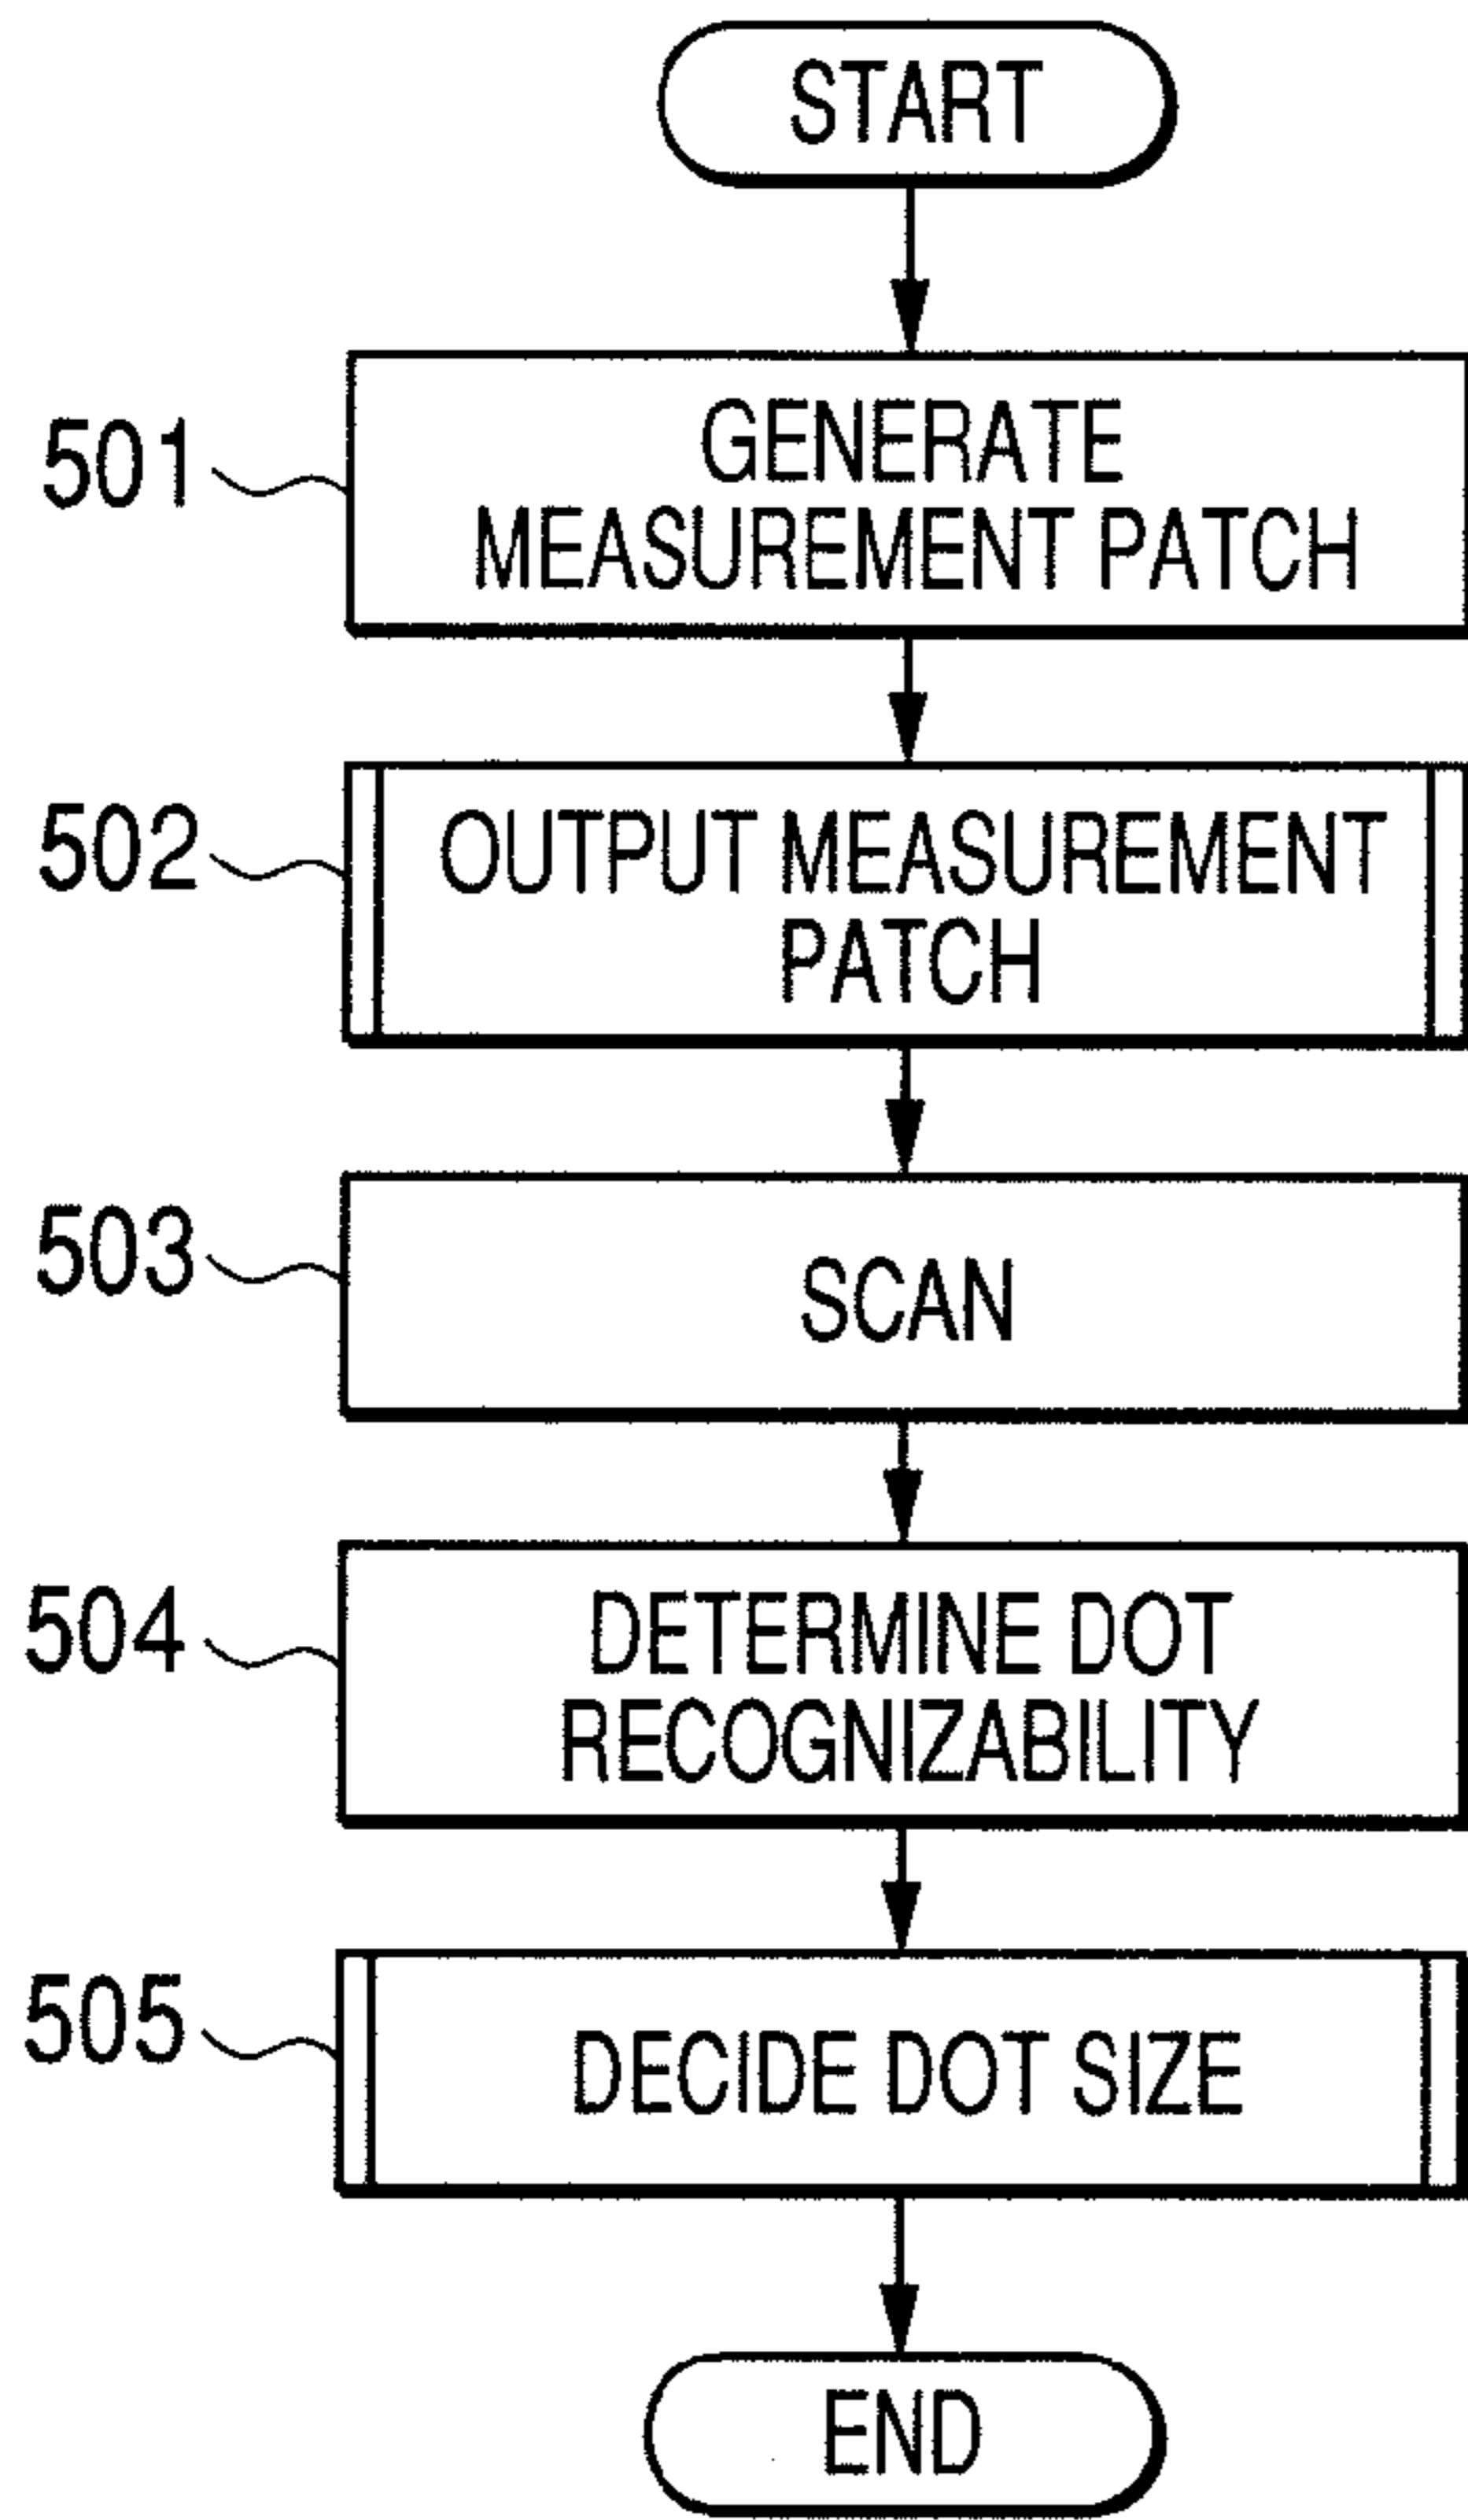 START
501
GENERATE
MEASUREMENT PATCH
502
OUTPUT MEASUREMENT
PATCH
503
SCAN
504
DETERMINE DOT
RECOGNIZABILITY
505
DECIDE DOT SIZE
END